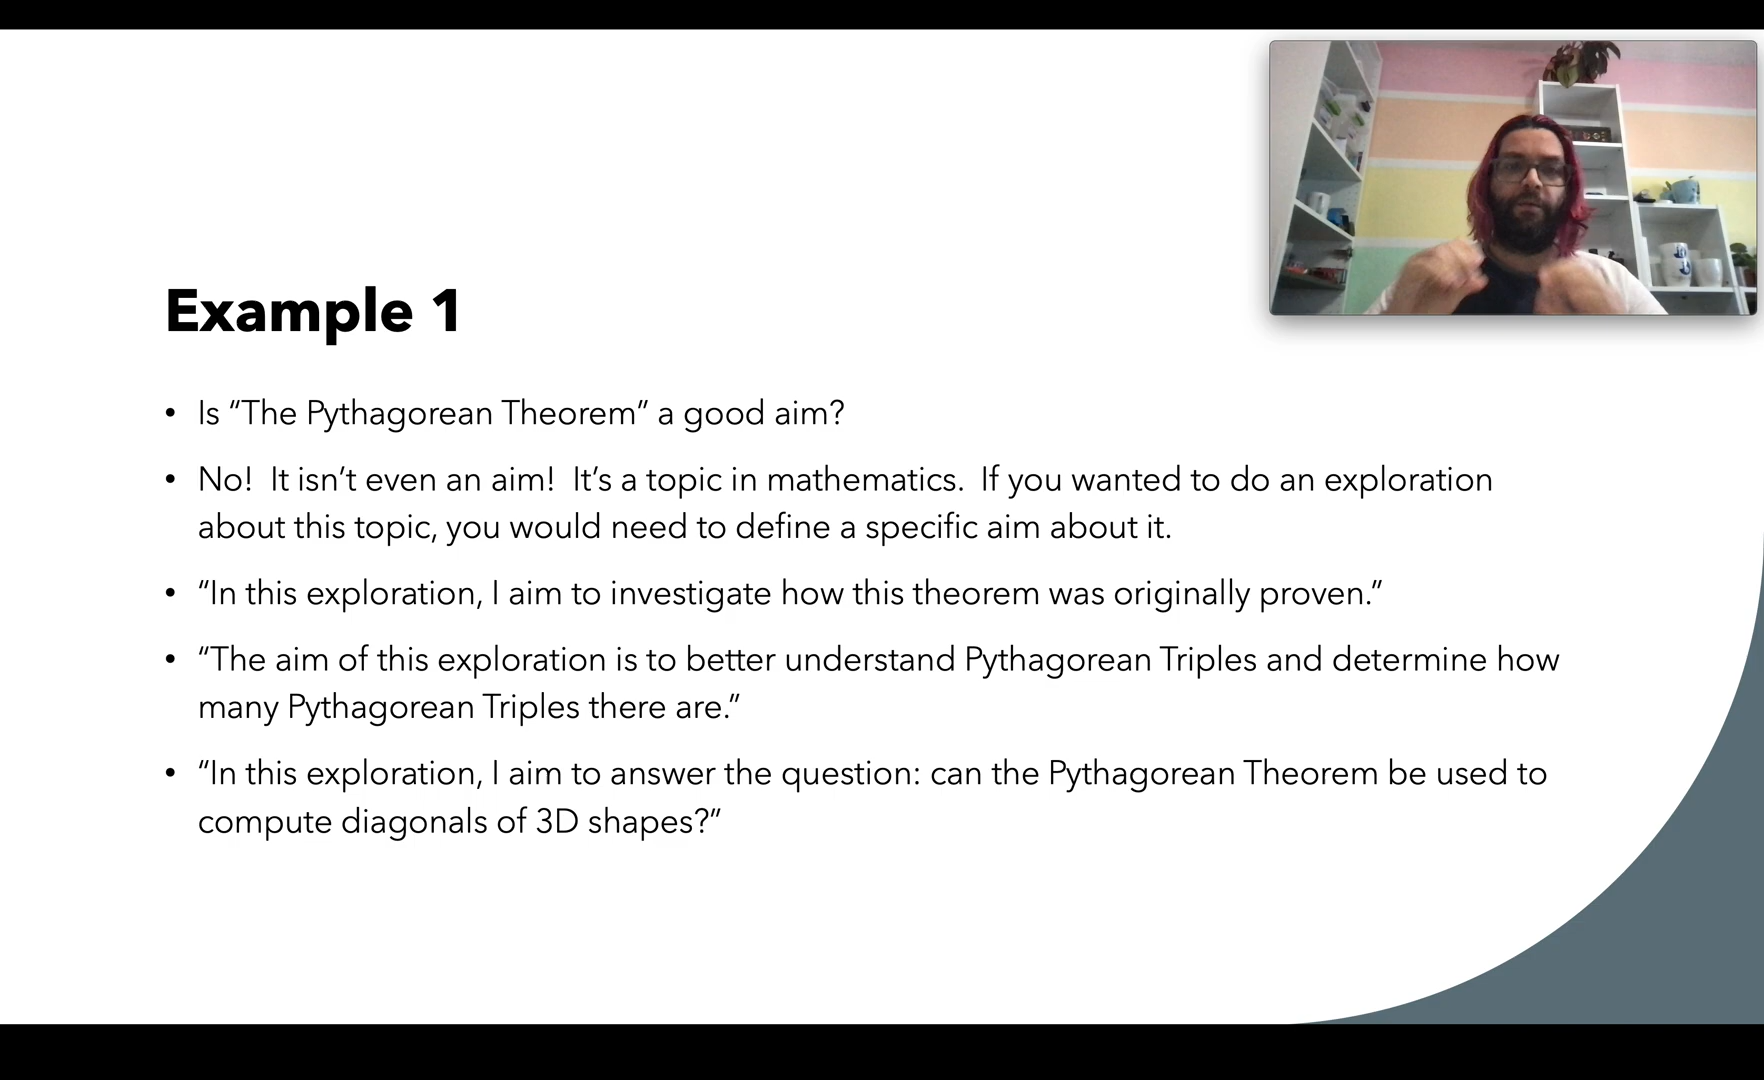 Example 1
• Is “The Pythagorean Theorem” a good aim?
• No!  It isn’t even an aim!  It’s a topic in mathematics.  If you wanted to do an exploration
about this topic, you would need to define a specific aim about it.
• “In this exploration, I aim to investigate how this theorem was originally proven.”
• “The aim of this exploration is to better understand Pythagorean Triples and determine how
many Pythagorean Triples there are.”
• “In this exploration, I aim to answer the question: can the Pythagorean Theorem be used to
compute diagonals of 3D shapes?”